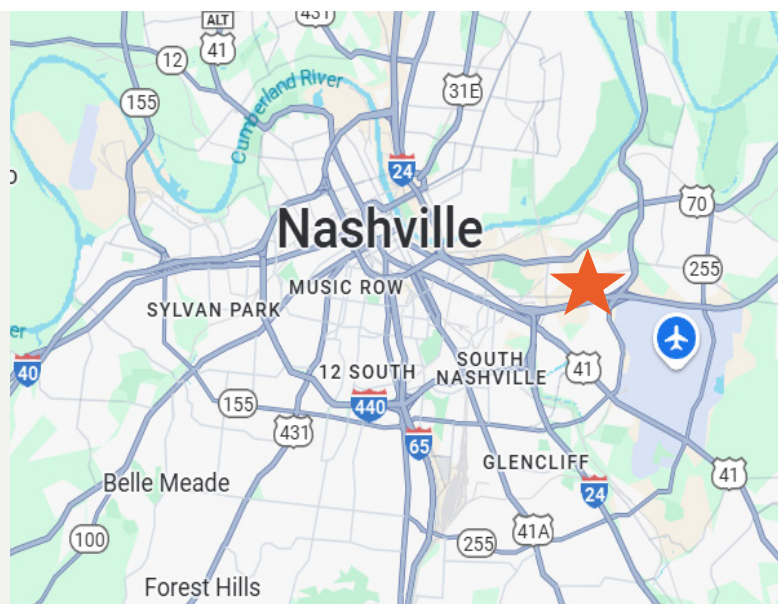 431
ALT
41
12
155
31E
Cumberland River
24
Nashville
70
255
MUSIC ROW
SYLVAN PARK
40
12 SOUTH
SOUTH
NASHVILLE
41
155
440
431
65
GLENCLIFF
Belle Meade
24
41
100
255
41A
Forest Hills